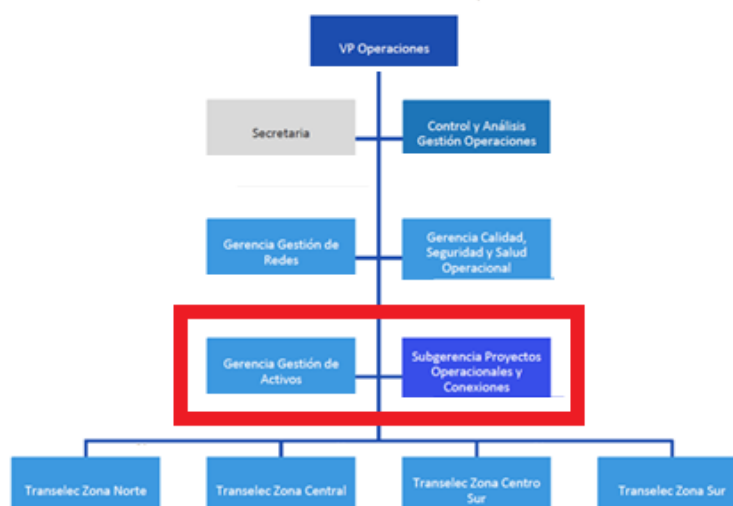 VP Operaciones
Secretaria
Control y Análisis
Gestión Operaciones
Gerencia Gestión de
Redes
Gerencia Calidad,
Seguridad y Salud
Operacional
Gerencia Gestión de
Activos
Subgerencia Proyectos
Operacionales y
Conexiones
Transelec Zona Norte
Transelec Zona Central
Transelec Zona Centro
Sur
Transelec Zona Sur